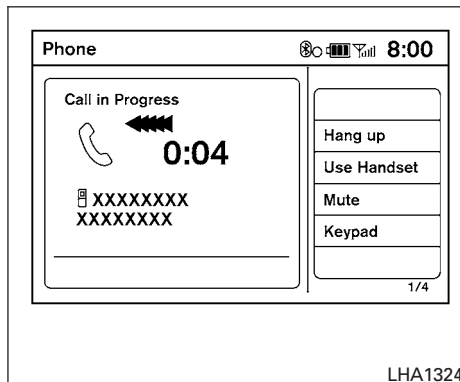 Phone 8:00
Call in Progress
0:04
XXXXXXXX
XXXXXXXX
Hang up
Use Handset
Mute
Keypad
1/4
LHA1324